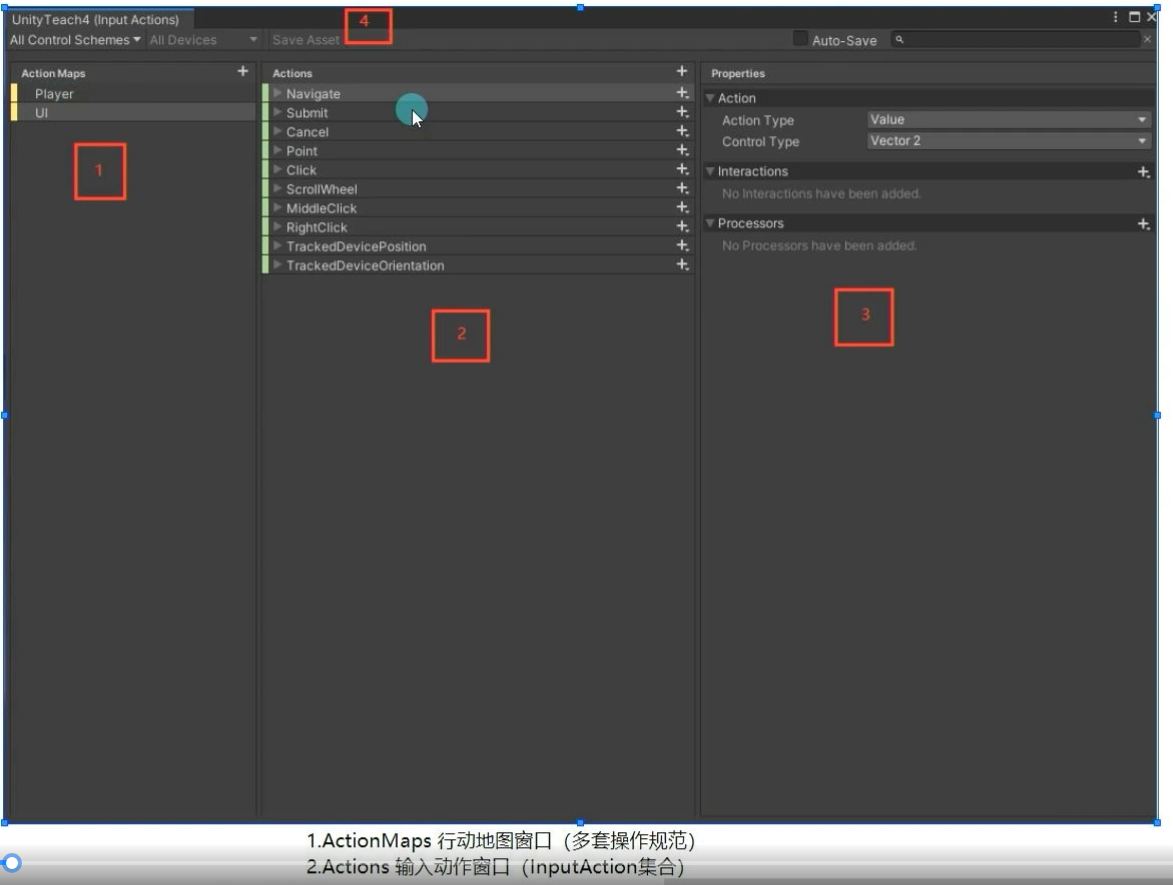 UnityTeach4 (Input Actions)
4
All Control Schemes All Devices Save Asset Auto-Save
Action Maps
Player
UI
1
Actions
Navigate
Submit
Cancel
Point
Click
ScrollWheel
MiddleClick
RightClick
TrackedDevicePosition
TrackedDeviceOrientation
2
Properties
Action
Action Type Value
Control Type Vector 2
Interactions
No Interactions have been added.
Processors
No Processors have been added.
3
1.ActionMaps 行动地图窗口（多套操作规范）
2.Actions 输入动作窗口（InputAction集合）